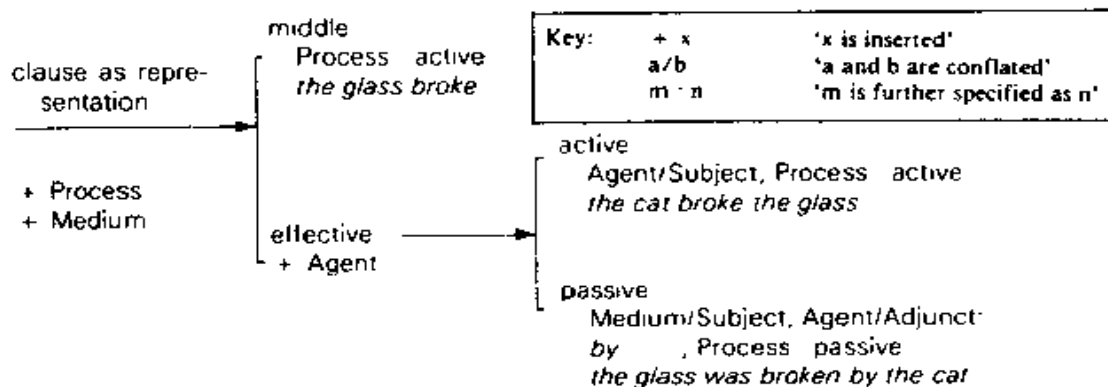 middle
Process active
the glass broke
clause as repre-
sentation
+ Process
+ Medium
effective
+ Agent
Key: + x 'x is inserted'
a/b 'a and b are conflated'
m : n 'm is further specified as n'
active
Agent/Subject, Process active
the cat broke the glass
passive
Medium/Subject, Agent/Adjunct
by , Process passive
the glass was broken by the cat